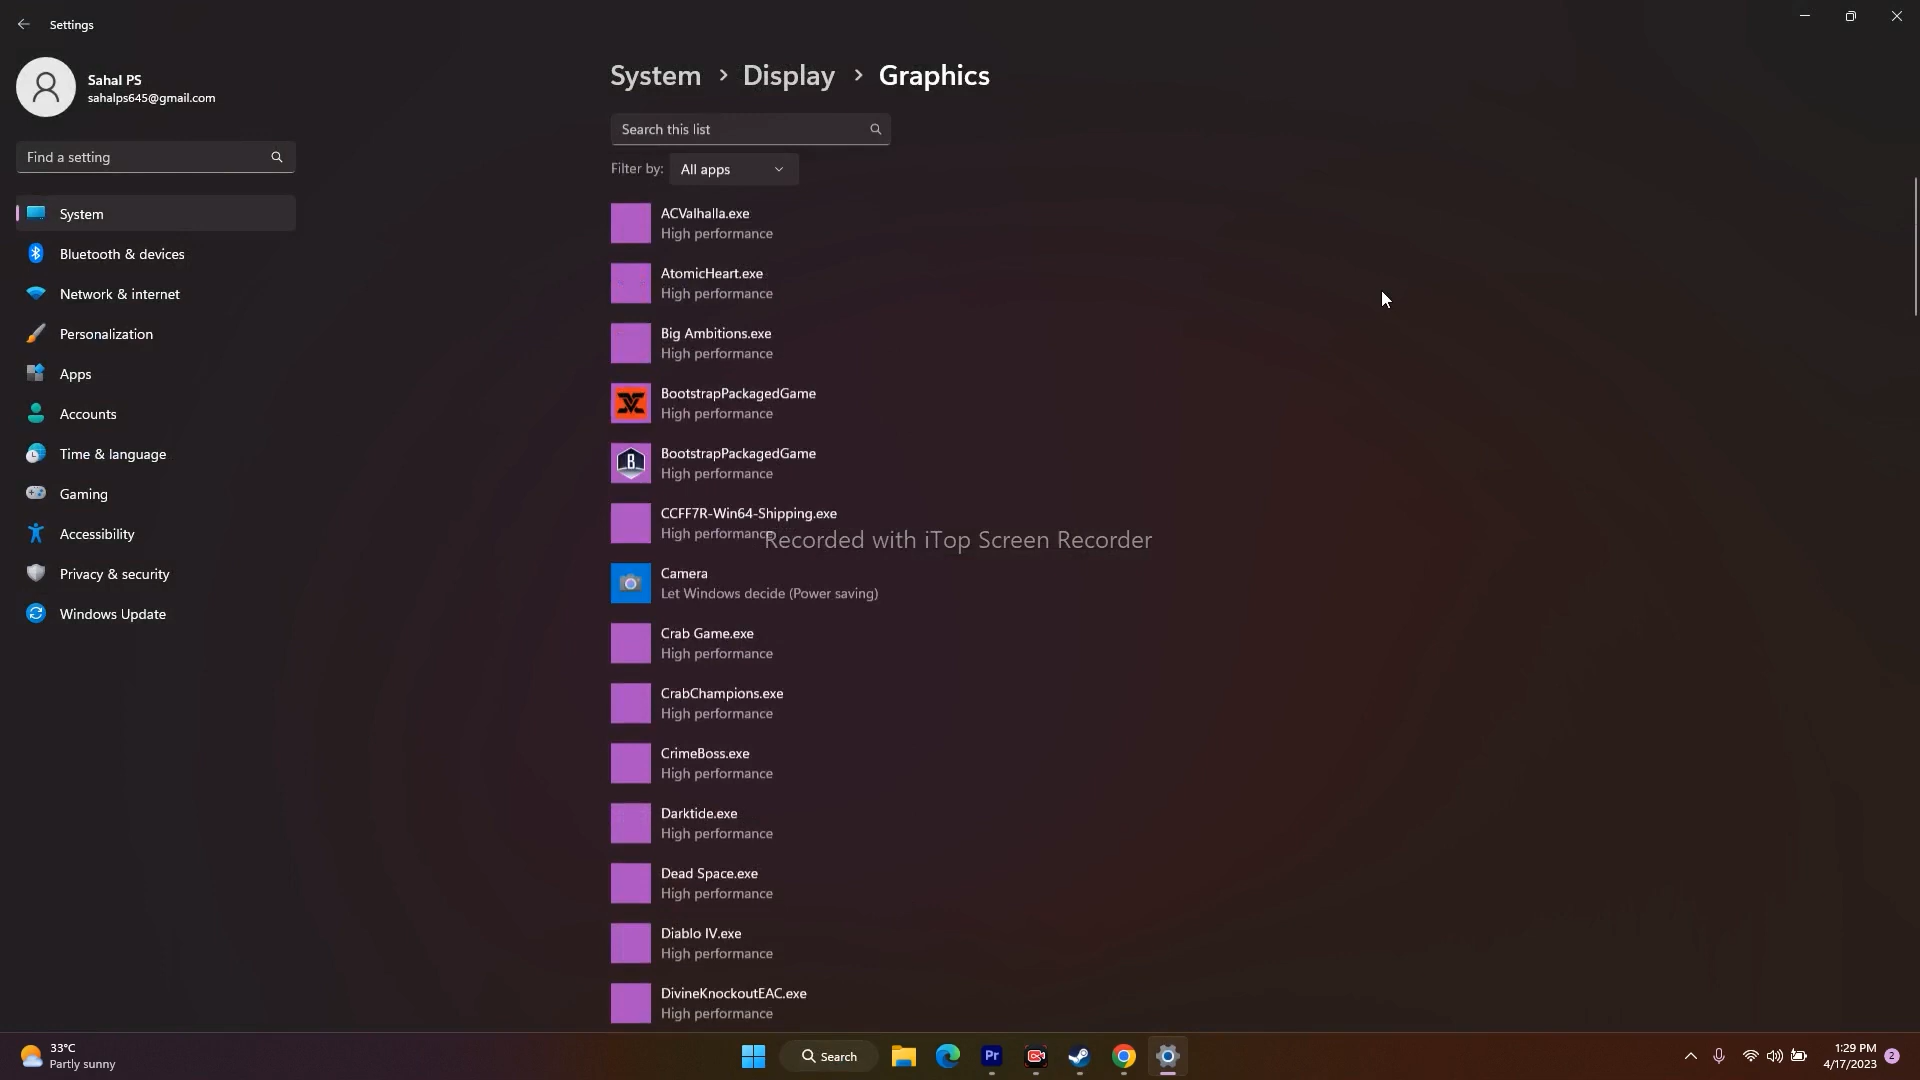 Settings
Sahal PS
sahalps645@gmail.com
Find a setting
System
Bluetooth & devices
Network & internet
Personalization
Apps
Accounts
Time & language
Gaming
Accessibility
Privacy & security
Windows Update
System > Display > Graphics
Search this list
Filter by: All apps
ACValhalla.exe
High performance
AtomicHeart.exe
High performance
Big Ambitions.exe
High performance
BootstrapPackagedGame
High performance
B
BootstrapPackagedGame
High performance
CCFF7R-Win64-Shipping.exe
High performance
Recorded with iTop Screen Recorder
Camera
Let Windows decide (Power saving)
Crab Game.exe
High performance
CrabChampions.exe
High performance
CrimeBoss.exe
High performance
Darktide.exe
High performance
Dead Space.exe
High performance
Diablo IV.exe
High performance
DivineKnockoutEAC.exe
High performance
33°C
Partly sunny
Search
Pr
1:29 PM
4/17/2023
2